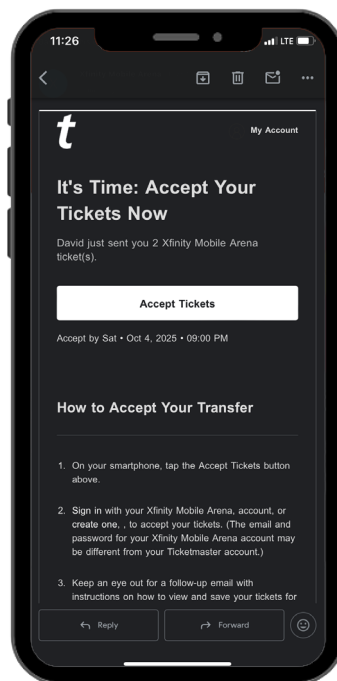 11:26
LTE
t
My Account
It's Time: Accept Your
Tickets Now
David just sent you 2 Xfinity Mobile Arena
ticket(s).
Accept Tickets
Accept by Sat • Oct 4, 2025 • 09:00 PM
How to Accept Your Transfer
1. On your smartphone, tap the Accept Tickets button
above.
2. Sign in with your Xfinity Mobile Arena, account, or
create one, , to accept your tickets. (The email and
password for your Xfinity Mobile Arena account may
be different from your Ticketmaster account.)
3. Keep an eye out for a follow-up email with
instructions on how to view and save your tickets for
Reply
Forward